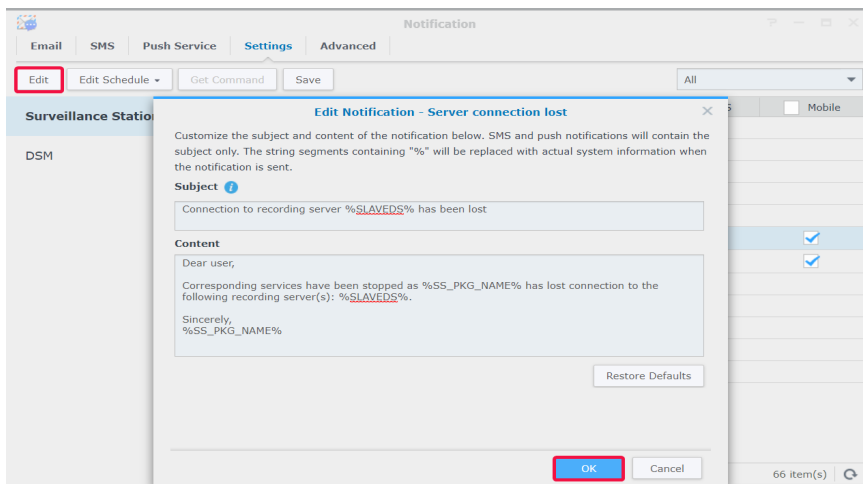 Notification
Email SMS Push Service Settings Advanced
Edit Edit Schedule Get Command Save All
Surveillance Statio
DSM
S Mobile
Edit Notification - Server connection lost
Customize the subject and content of the notification below. SMS and push notifications will contain the
subject only. The string segments containing "%" will be replaced with actual system information when
the notification is sent.
Subject
Connection to recording server %SLAVEDS% has been lost
Content
Dear user,
Corresponding services have been stopped as %SS_PKG_NAME% has lost connection to the
following recording server(s): %SLAVEDS%.
Sincerely,
%SS_PKG_NAME%
Restore Defaults
OK Cancel
66 item(s)